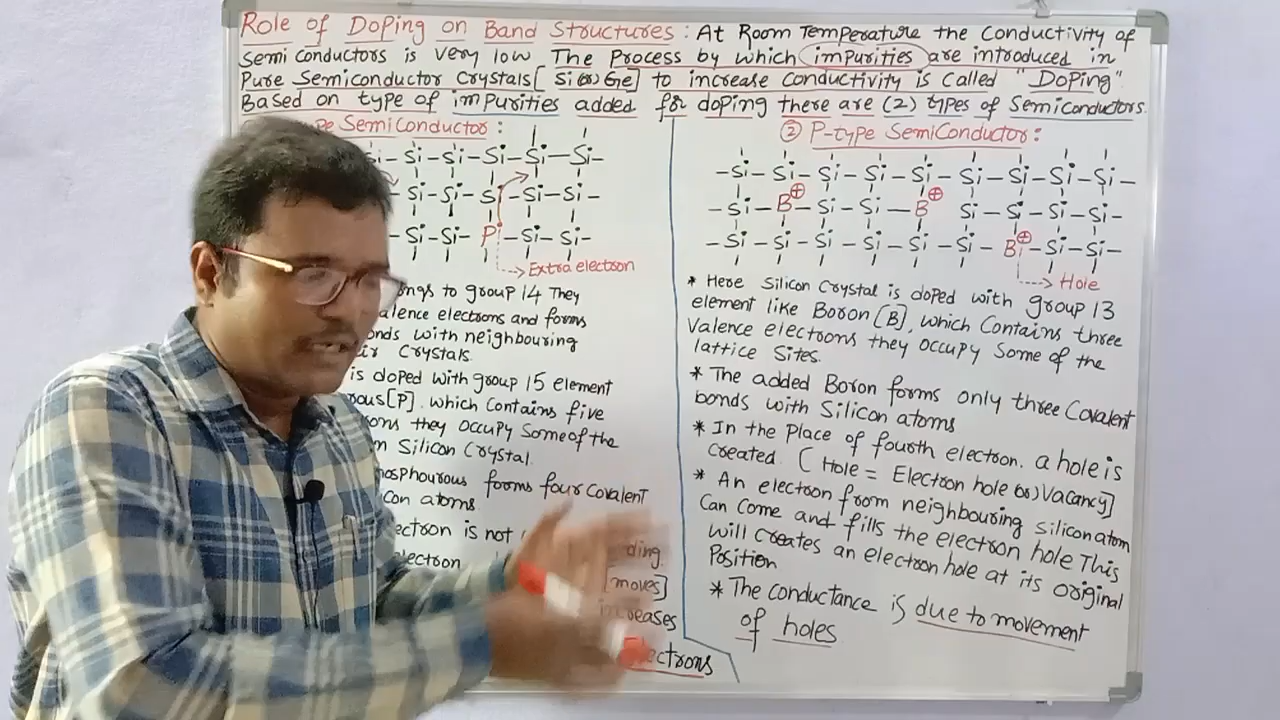 Role of Doping on Band Structures: At Room Temperature the Conductivity of
Semi Conductors is very low The Process by which impurities are introduced in
Pure Semiconductor Crystals[ Si (or) Ge] to increase conductivity is called "Doping"
Based on type of impurities added for doping there are (2) types of Semiconductors.
Semiconductor:
Si-Si-Si-Si-Si-
Si-Si-Si-Si-Si-
-Si-Si-P-Si-Si-
Extra electron
to group 14 They
electrons and forms
with neighbouring
Crystals.
is doped with group 15 element
[P]. which contains five
they occupy some of the
Silicon Crystal.
forms four covalent
atoms
is not
electron
[moves]
increases
② P-type Semiconductor:
-Si-Si-Si-Si-Si-Si-Si-Si-Si-
-Si-B⊕-Si-Si-B⊕ Si-Si-Si-Si-
-Si-Si-Si-Si-Si-Si-B⊕-Si-Si-
Hole
* Here Silicon Crystal is doped with group 13
element like Boron [B], which Contains three
Valence electrons they occupy Some of the
lattice Sites.
* The added Boron forms only three Covalent
bonds with Silicon atoms
* In the Place of fourth electron. a hole is
Created. ( Hole = Electron hole (or) Vacancy]
* An electron from neighbouring silicon atom
Can Come and fills the electron hole This
will creates an electron hole at its original
Position
* The conductance is due to movement
of holes